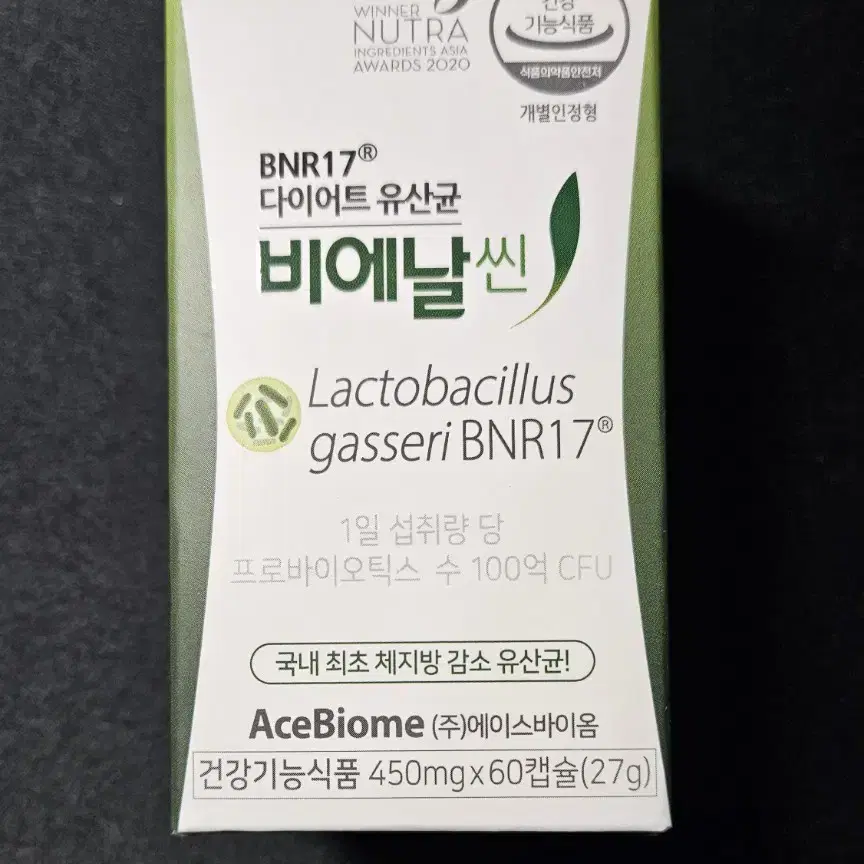 WINNER
NUTRA
INGREDIENTS ASIA
AWARDS 2020
건강
기능식품
식품의약품안전처
개별인정형
BNR17®
다이어트 유산균
비에날씬
Lactobacillus
gasseri BNR17®
1일 섭취량 당
프로바이오틱스 수 100억 CFU
국내 최초 체지방 감소 유산균!
AceBiome (주)에이스바이옴
건강기능식품 450mg x 60캡슐(27g)